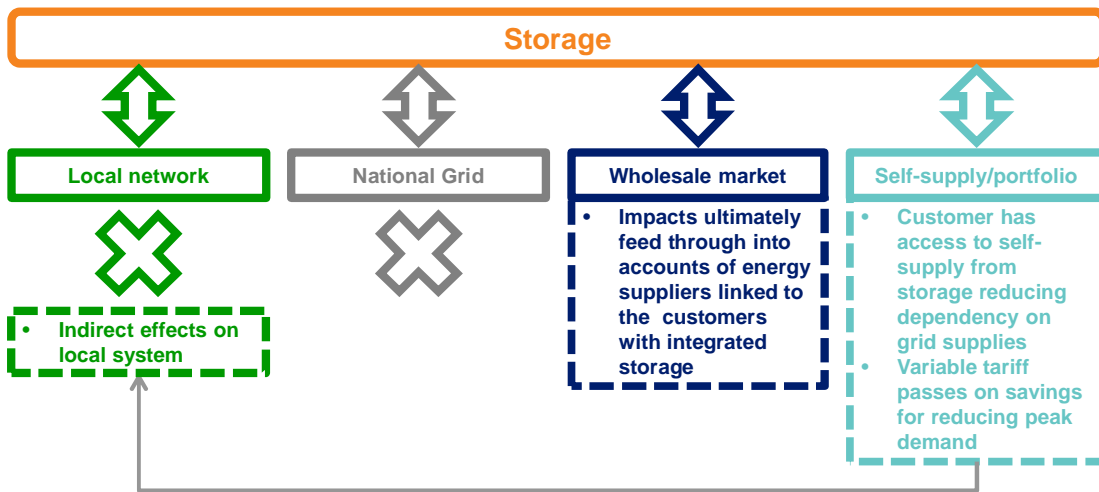 Storage
Local network
National Grid
Wholesale market
Self-supply/portfolio
• Indirect effects on
local system
• Impacts ultimately
feed through into
accounts of energy
suppliers linked to
the customers
with integrated
storage
• Customer has
access to self-
supply from
storage reducing
dependency on
grid supplies
• Variable tariff
passes on savings
for reducing peak
demand